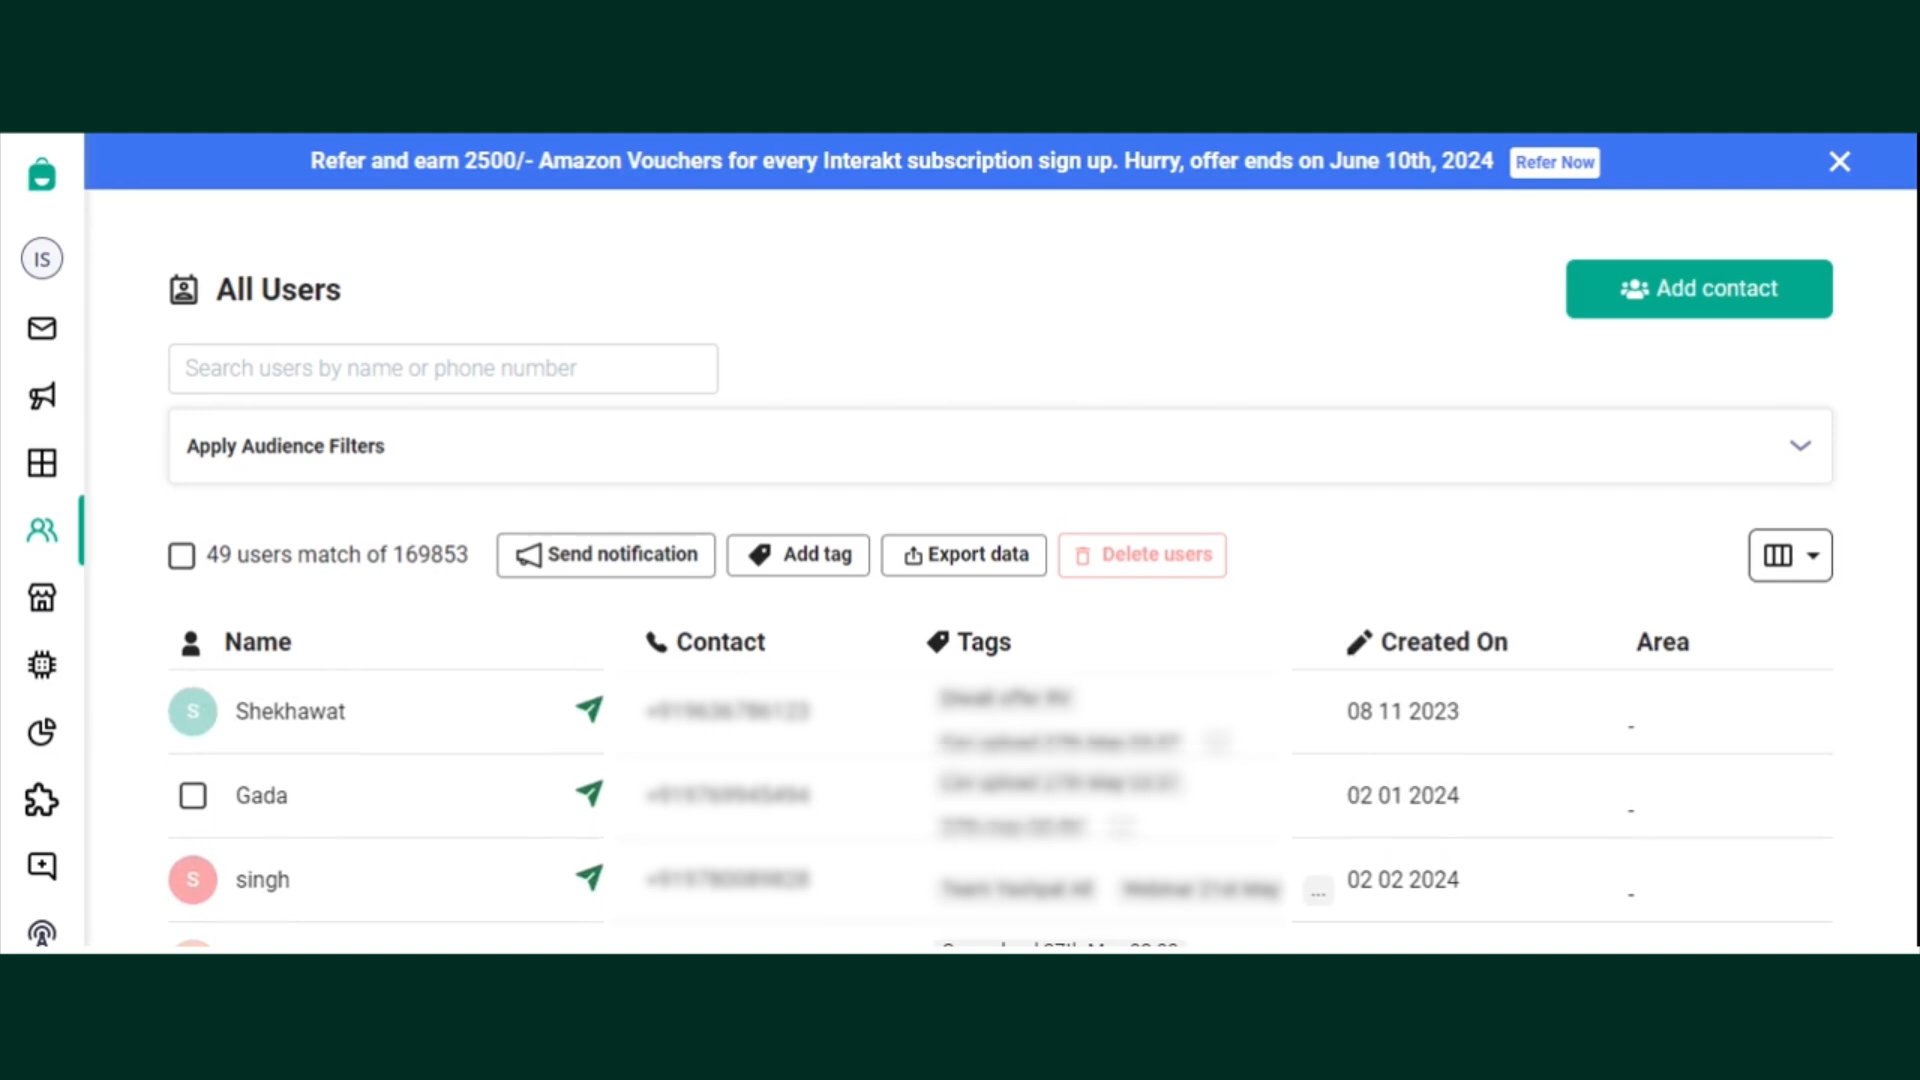 Refer and earn 2500/- Amazon Vouchers for every Interakt subscription sign up. Hurry, offer ends on June 10th, 2024 Refer Now
IS
All Users
Add contact
Search users by name or phone number
Apply Audience Filters
49 users match of 169853 Send notification Add tag Export data Delete users
Name Contact Tags Created On Area
S Shekhawat 08 11 2023 -
Gada 02 01 2024 -
S singh ... 02 02 2024 -